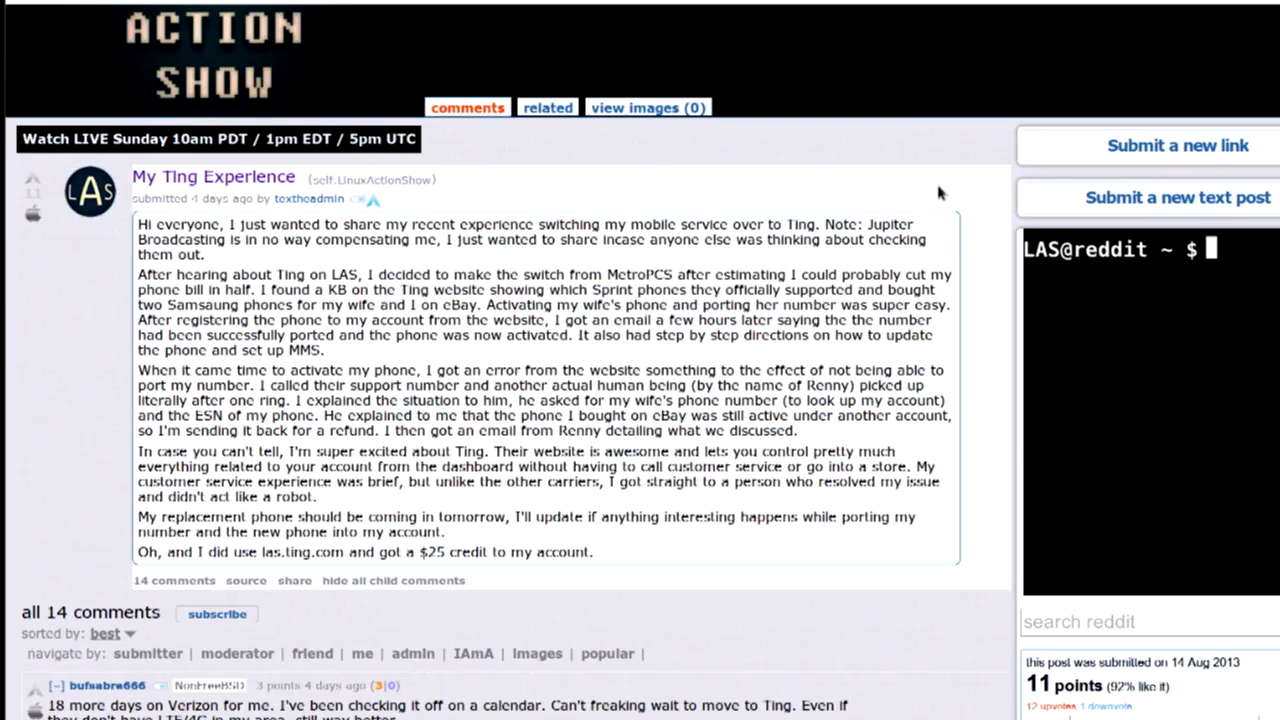 ACTION
SHOW
comments related view images (0)
Watch LIVE Sunday 10am PDT / 1pm EDT / 5pm UTC
Submit a new link
11
LAS
My Ting Experience (self.LinuxActionShow)
submitted 4 days ago by textheadmin
Submit a new text post
Hi everyone, I just wanted to share my recent experience switching my mobile service over to Ting. Note: Jupiter
Broadcasting is in no way compensating me, I just wanted to share incase anyone else was thinking about checking
them out.
LAS@reddit ~ $
After hearing about Ting on LAS, I decided to make the switch from MetroPCS after estimating I could probably cut my
phone bill in half. I found a KB on the Ting website showing which Sprint phones they officially supported and bought
two Samsaung phones for my wife and I on eBay. Activating my wife's phone and porting her number was super easy.
After registering the phone to my account from the website, I got an email a few hours later saying the the number
had been successfully ported and the phone was now activated. It also had step by step directions on how to update
the phone and set up MMS.
When it came time to activate my phone, I got an error from the website something to the effect of not being able to
port my number. I called their support number and another actual human being (by the name of Renny) picked up
literally after one ring. I explained the situation to him, he asked for my wife's phone number (to look up my account)
and the ESN of my phone. He explained to me that the phone I bought on eBay was still active under another account,
so I'm sending it back for a refund. I then got an email from Renny detailing what we discussed.
In case you can't tell, I'm super excited about Ting. Their website is awesome and lets you control pretty much
everything related to your account from the dashboard without having to call customer service or go into a store. My
customer service experience was brief, but unlike the other carriers, I got straight to a person who resolved my issue
and didn't act like a robot.
My replacement phone should be coming in tomorrow, I'll update if anything interesting happens while porting my
number and the new phone into my account.
Oh, and I did use las.ting.com and got a $25 credit to my account.
14 comments source share hide all child comments
all 14 comments subscribe
sorted by: best
navigate by: submitter | moderator | friend | me | admin | IAmA | images | popular |
search reddit
this post was submitted on 14 Aug 2013
11 points (92% like it)
12 upvotes 1 downvote
[-] bufsabre666 NonFreeBSD 3 points 4 days ago (3|0)
18 more days on Verizon for me. I've been checking it off on a calendar. Can't freaking wait to move to Ting. Even if
they don't have LTE/4G in my area, still way better